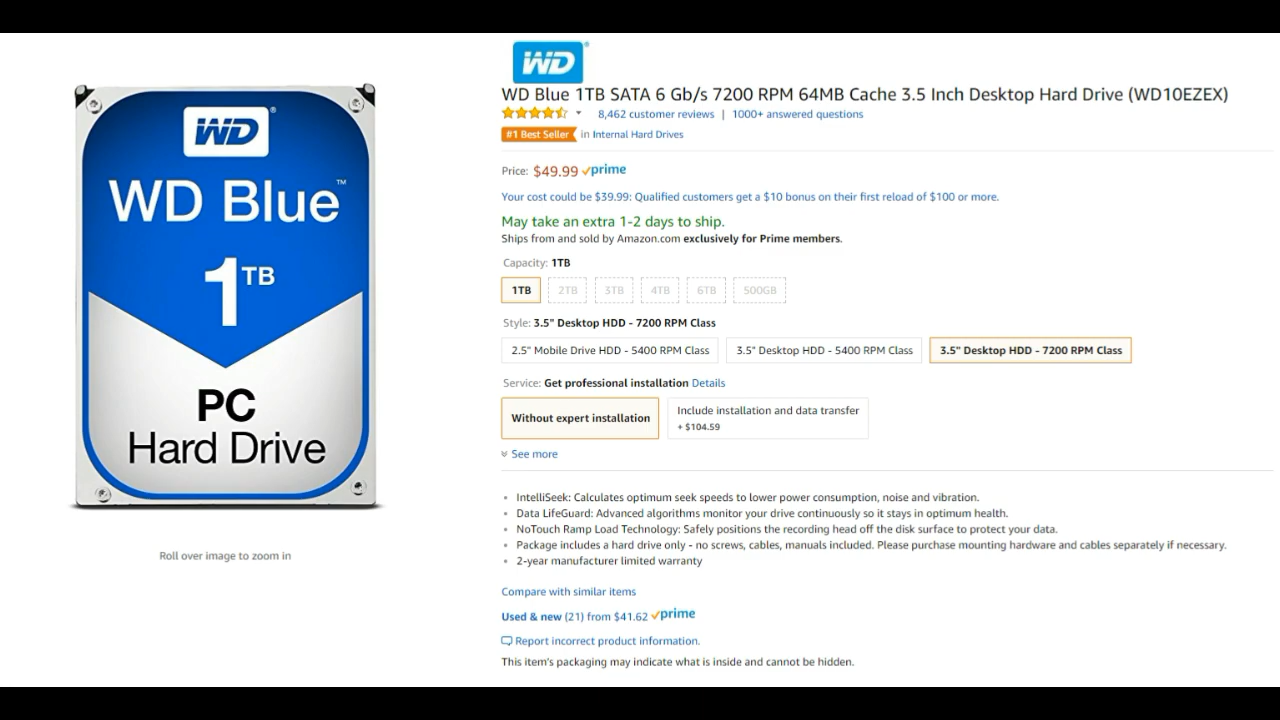 WD®
WD Blue™
1TB
PC
Hard Drive
Roll over image to zoom in
WD®
WD Blue 1TB SATA 6 Gb/s 7200 RPM 64MB Cache 3.5 Inch Desktop Hard Drive (WD10EZEX)
8,462 customer reviews | 1000+ answered questions
#1 Best Seller in Internal Hard Drives
Price: $49.99 prime
Your cost could be $39.99: Qualified customers get a $10 bonus on their first reload of $100 or more.
May take an extra 1-2 days to ship.
Ships from and sold by Amazon.com exclusively for Prime members.
Capacity: 1TB
1TB 2TB 3TB 4TB 6TB 500GB
Style: 3.5" Desktop HDD - 7200 RPM Class
2.5" Mobile Drive HDD - 5400 RPM Class 3.5" Desktop HDD - 5400 RPM Class 3.5" Desktop HDD - 7200 RPM Class
Service: Get professional installation Details
Without expert installation
Include installation and data transfer
+ $104.59
See more
• IntelliSeek: Calculates optimum seek speeds to lower power consumption, noise and vibration.
• Data LifeGuard: Advanced algorithms monitor your drive continuously so it stays in optimum health.
• NoTouch Ramp Load Technology: Safely positions the recording head off the disk surface to protect your data.
• Package includes a hard drive only - no screws, cables, manuals included. Please purchase mounting hardware and cables separately if necessary.
• 2-year manufacturer limited warranty
Compare with similar items
Used & new (21) from $41.62 prime
Report incorrect product information.
This item's packaging may indicate what is inside and cannot be hidden.